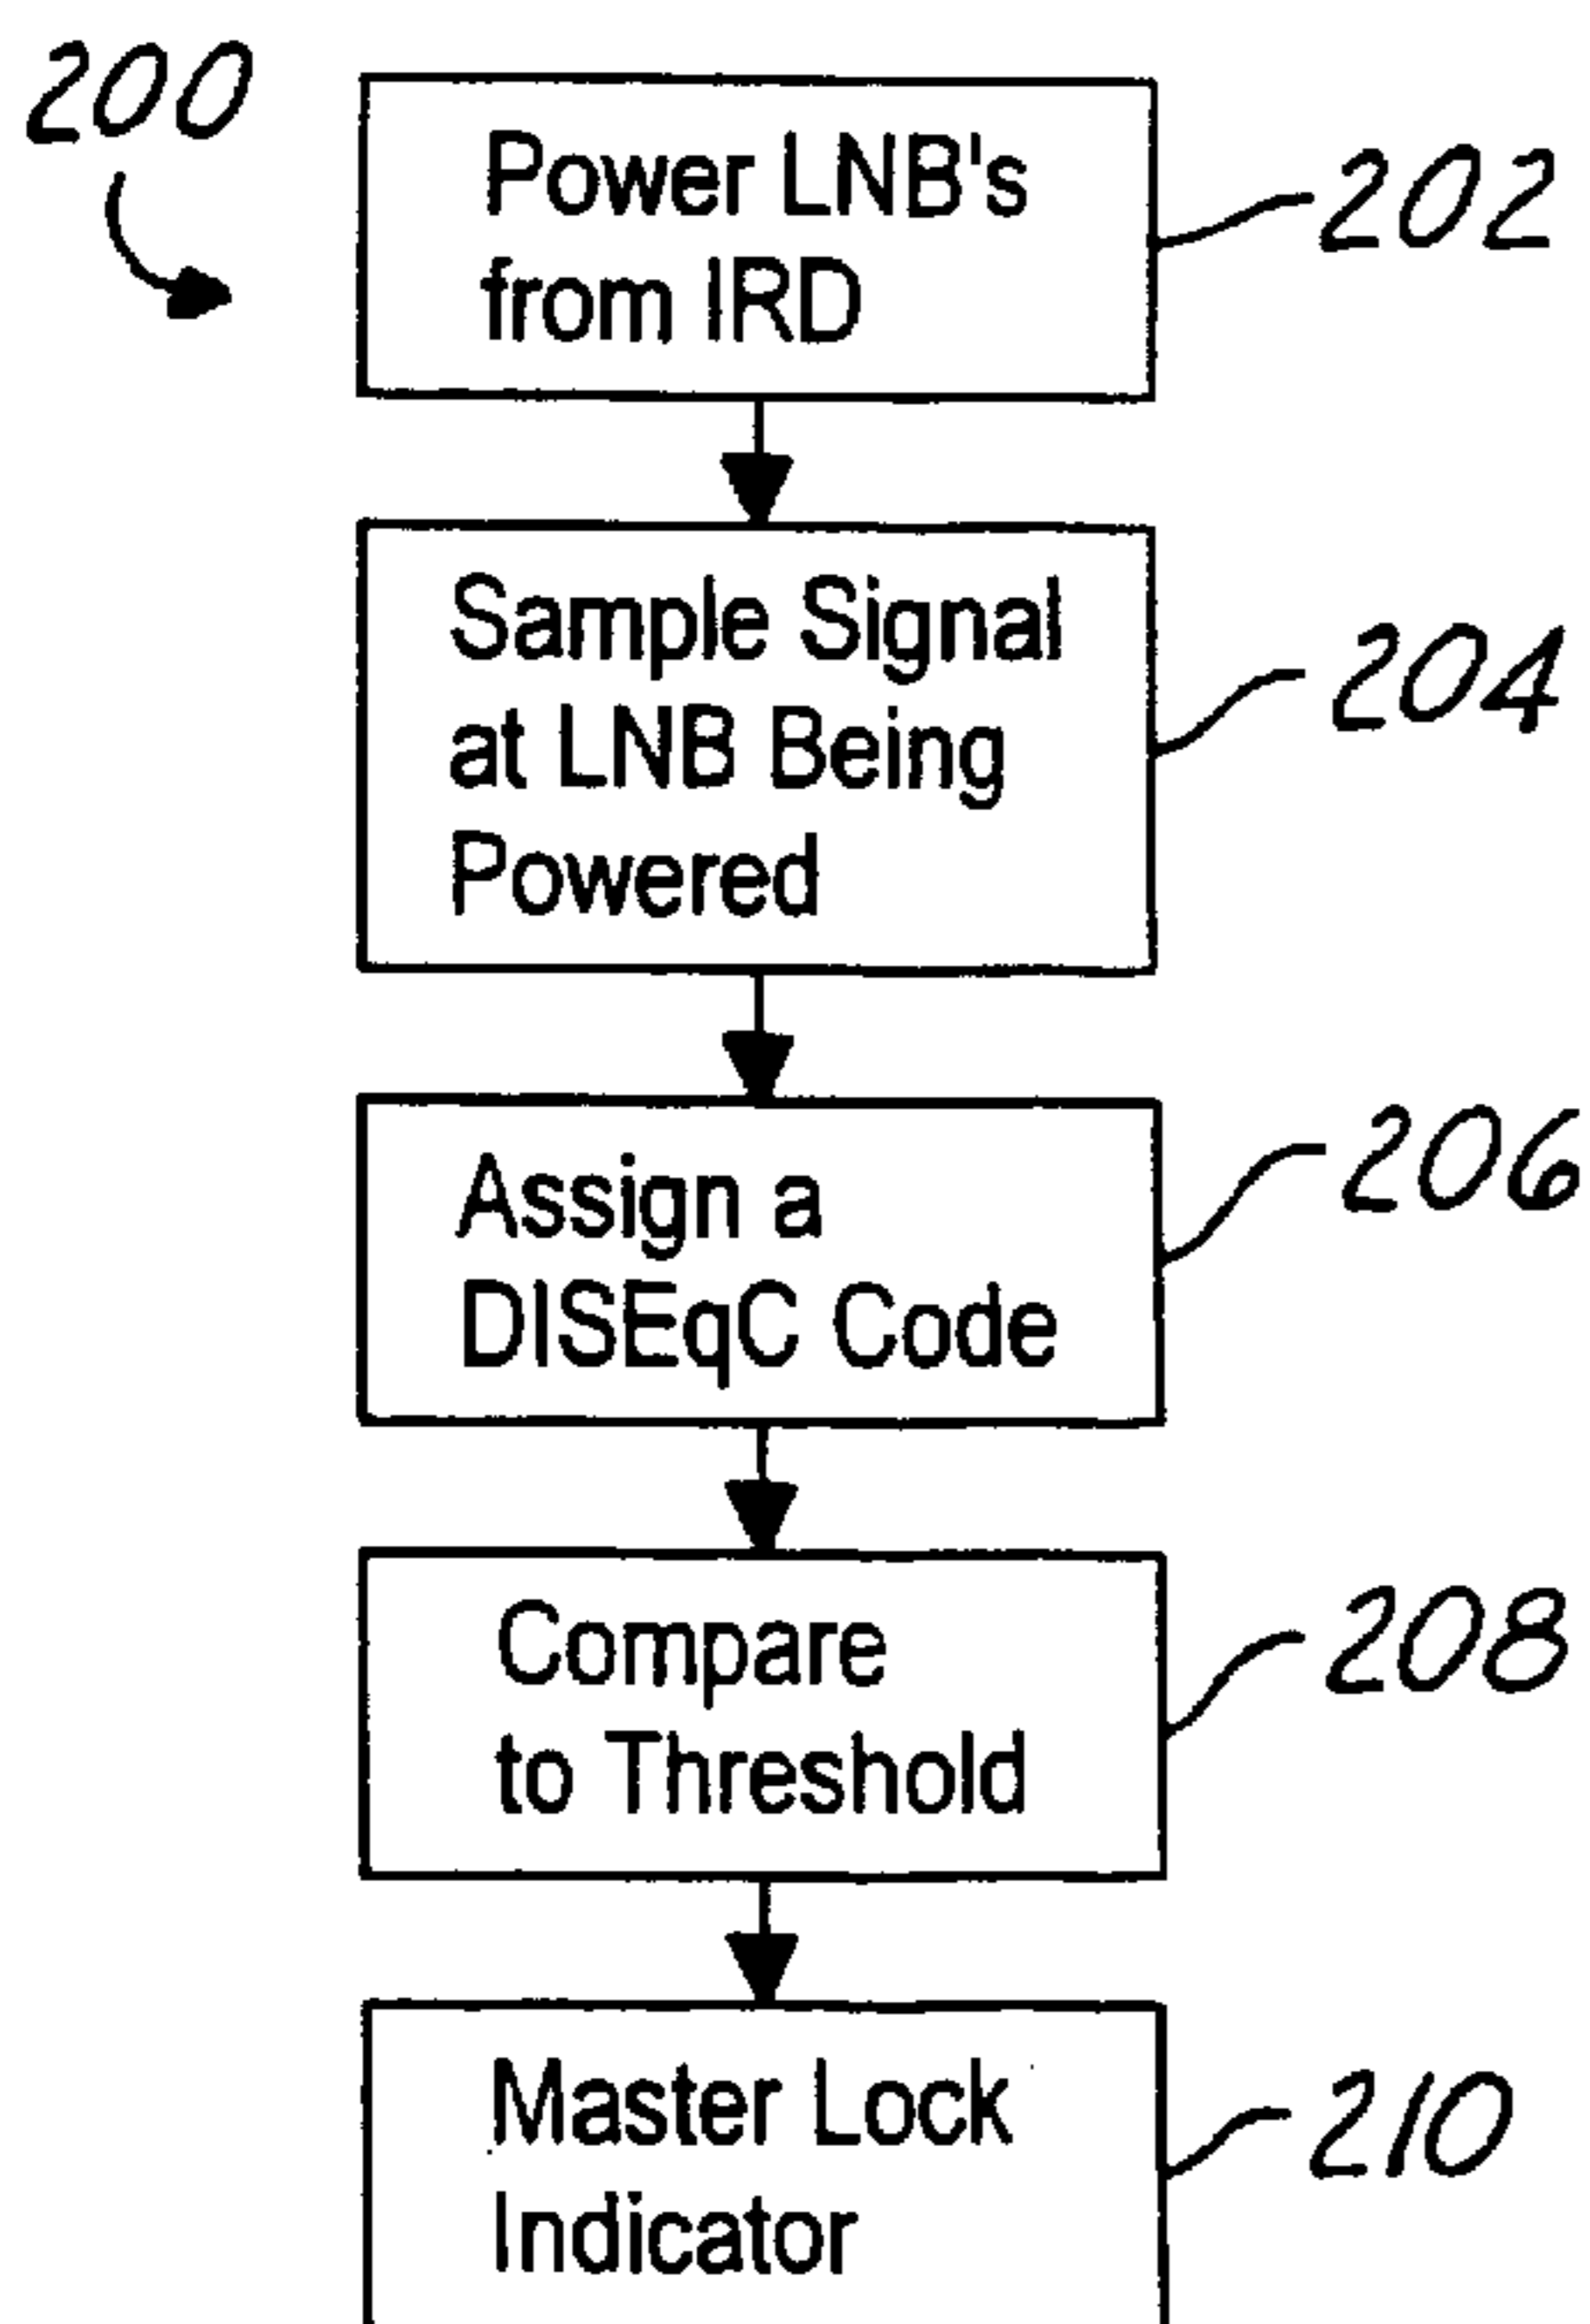 200
Power LNB's
from IRD
202
Sample Signal
at LNB Being
Powered
204
Assign a
DISEqC Code
206
Compare
to Threshold
208
Master Lock
Indicator
210